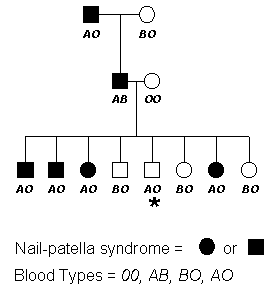 AO BO
AB OO
AO AO AO BO AO BO AO BO
*
Nail-patella syndrome = or
Blood Types = 00, AB, BO, AO